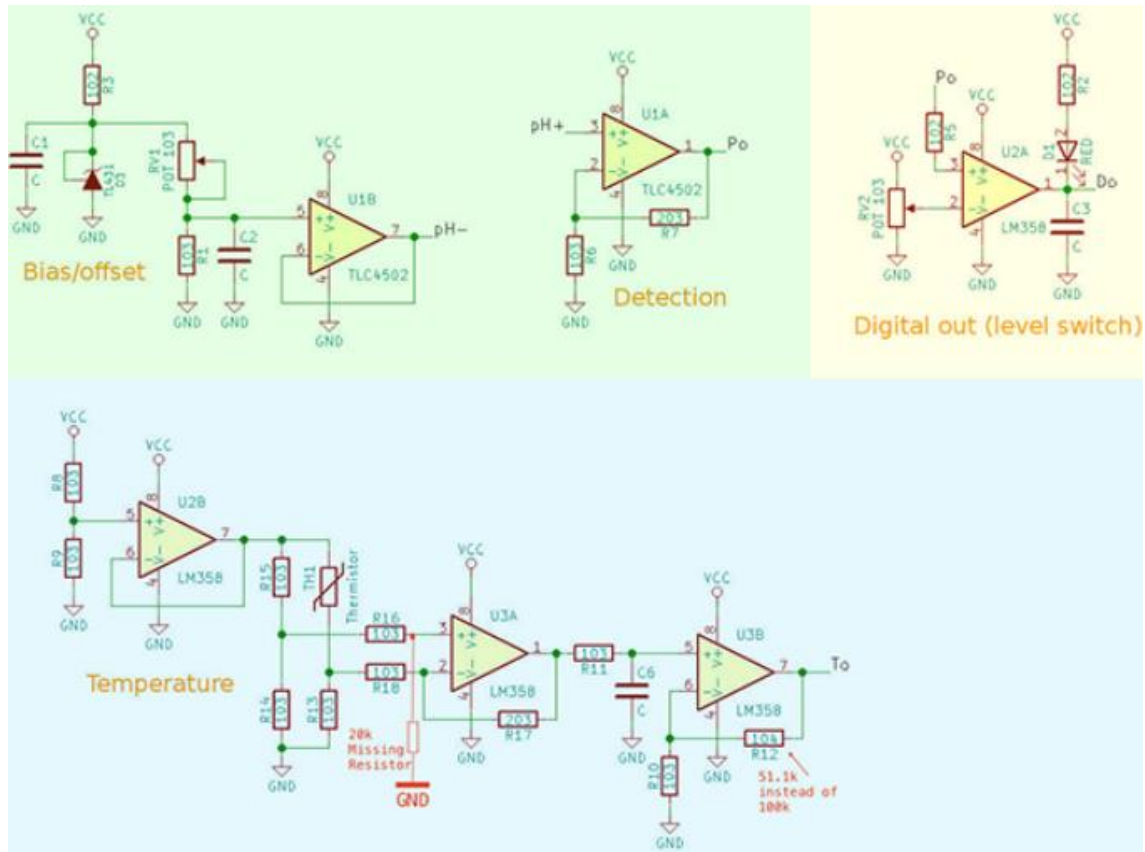 VCC
102
R3
C1
C
TL431
D3
GND
GND
RV1
POT 103
103
R1
GND
C2
C
GND
VCC
8
U1B
5
6
7
+
V+
-
V-
4
TLC4502
GND
pH-
Bias/offset
VCC
8
U1A
pH+
3
2
1
+
V+
-
V-
4
TLC4502
Po
203
R7
103
R6
GND
GND
Detection
Po
102
R5
VCC
RV2
POT 103
GND
VCC
8
U2A
3
2
1
+
V+
-
V-
4
LM358
GND
VCC
102
R2
2
D1
RED
1
Do
C3
C
GND
Digital out (level switch)
VCC
R8
103
R9
103
GND
VCC
8
U2B
5
6
7
+
V+
-
V-
4
LM358
GND
R15
103
TH1
Thermistor
R14
103
R13
103
GND
R16
103
103
R18
VCC
8
U3A
3
2
1
+
V+
-
V-
4
LM358
GND
203
R17
20k
Missing
Resistor
GND
103
R11
C6
C
GND
VCC
8
U3B
5
6
7
+
V+
-
V-
4
LM358
GND
To
104
R12
R10
103
GND
51.1k
instead of
100k
Temperature